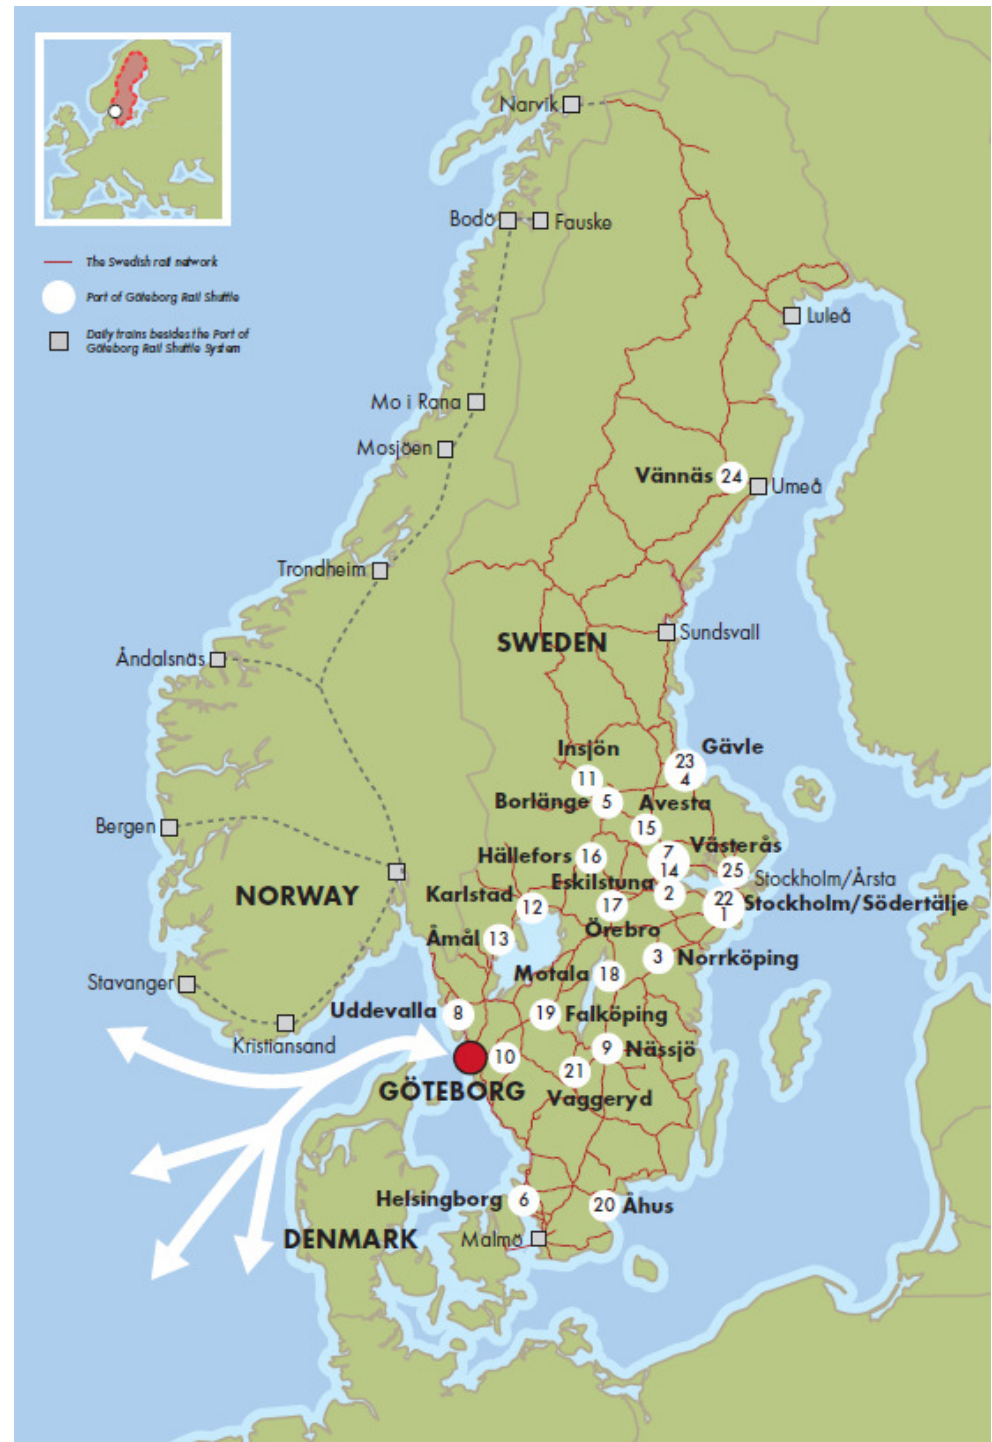 The Swedish rail network
Port of Göteborg Rail Shuttle
Daily trains besides the Port of
Göteborg Rail Shuttle System
Narvik
Bodö
Fauske
Luleå
Mo i Rana
Mosjöen
Vännäs 24
Umeå
Trondheim
SWEDEN
Sundsvall
Åndalsnäs
Insjön
Gävle
23
4
11
Borlänge 5
Avesta
15
Bergen
Hällefors 16
7
14
Västerås
25
Stockholm/Årsta
Eskilstuna
2
NORWAY
Karlstad
12
17
22
1
Stockholm/Södertälje
Örebro
Åmål 13
3 Norrköping
Motala 18
Stavanger
Uddevalla 8
19 Falköping
Kristiansand
10
9 Nässjö
GÖTEBORG
21
Vaggeryd
Helsingborg 6
20 Åhus
DENMARK
Malmö